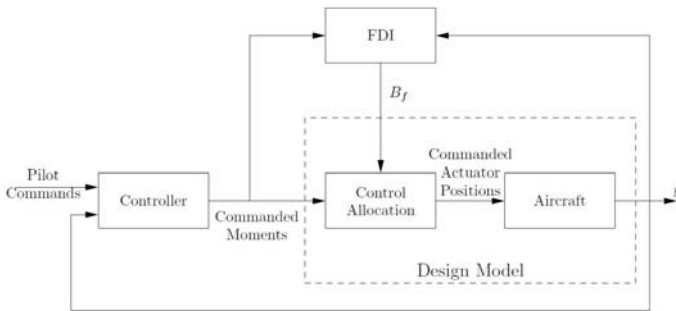 FDI
B_f
Pilot
Commands
Controller
Commanded
Moments
Control
Allocation
Commanded
Actuator
Positions
Aircraft
Design Model